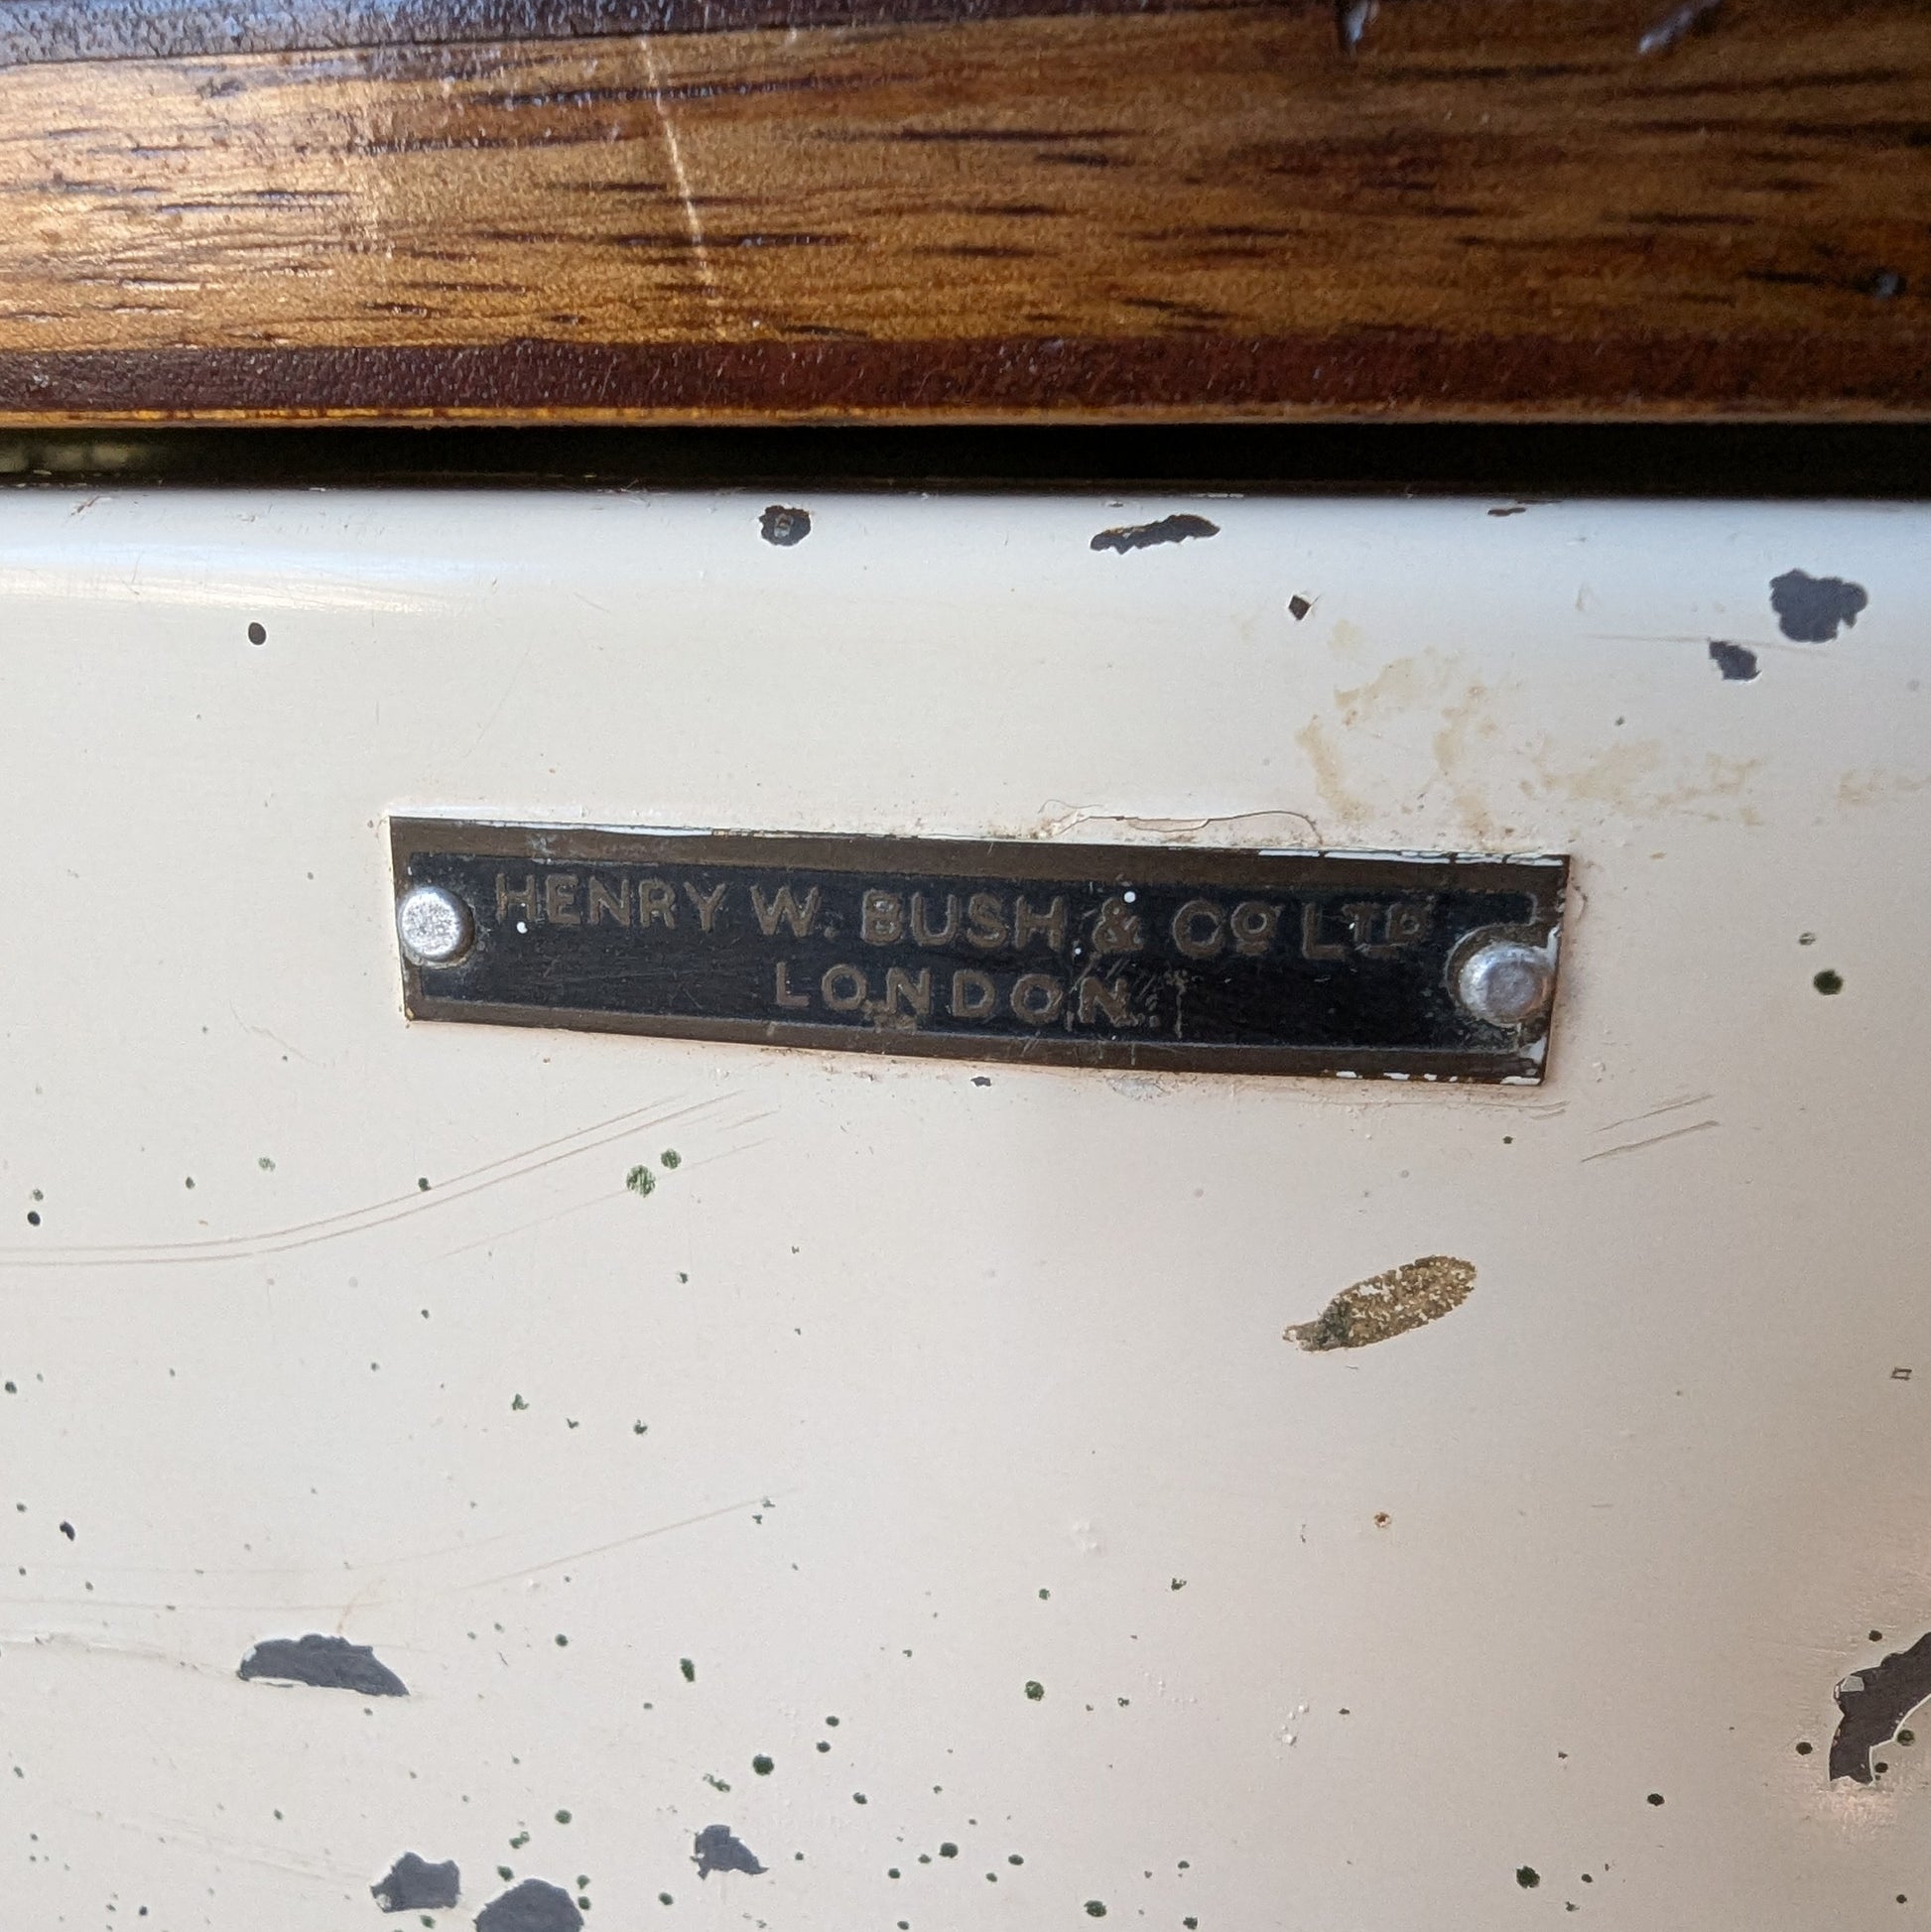 HENRY W. BUSH & Cº LTD
LONDON.